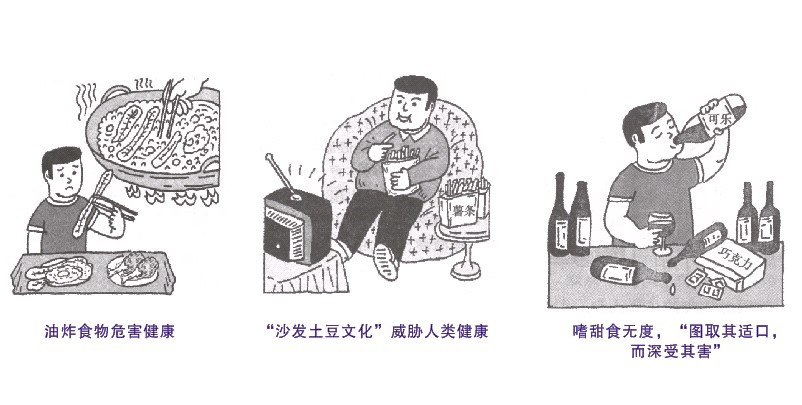 可乐
薯条
巧克力
油炸食物危害健康
“沙发土豆文化”威胁人类健康
嗜甜食无度，“图取其适口，
而深受其害”